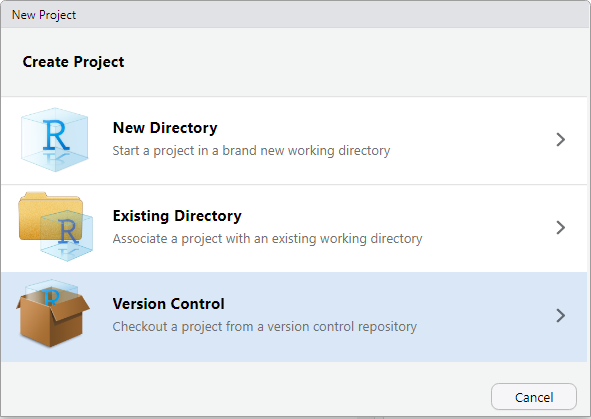 New Project
Create Project
R
New Directory
Start a project in a brand new working directory
R
Existing Directory
Associate a project with an existing working directory
R
Version Control
Checkout a project from a version control repository
Cancel